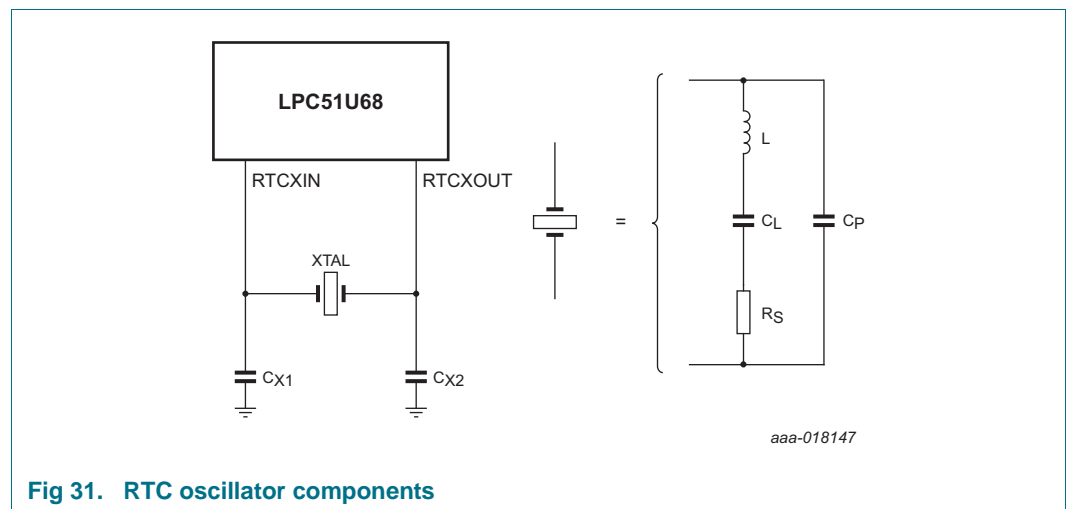 LPC51U68
RTCXIN
RTCXOUT
XTAL
CX1
CX2
=
L
CL
CP
RS
aaa-018147
Fig 31. RTC oscillator components